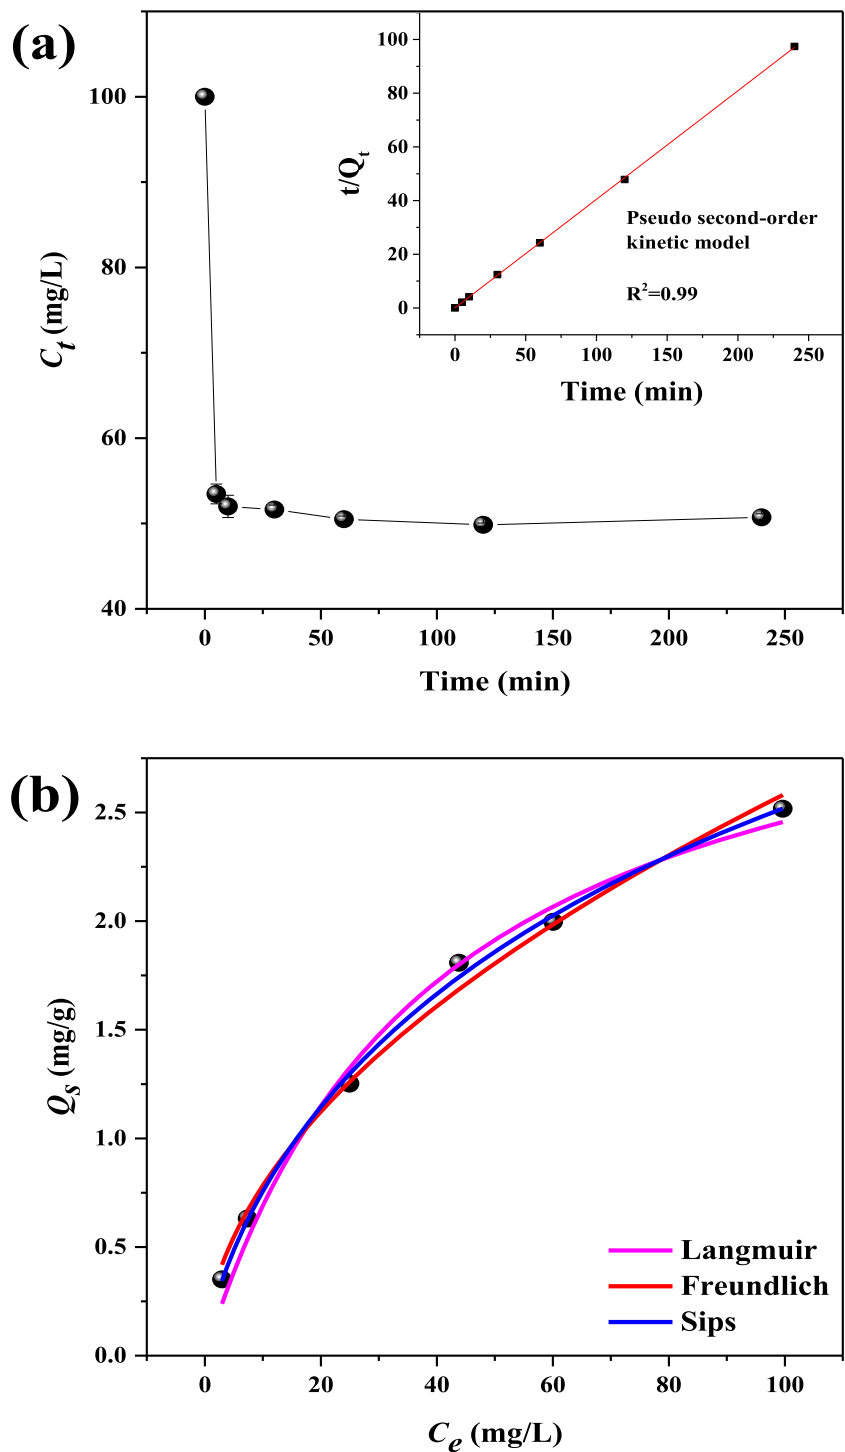 (a)
100
80
60
40
C_t (mg/L)
0
50
100
150
200
250
Time (min)
100
80
60
40
20
0
t/Q_t
Pseudo second-order
kinetic model
R²=0.99
0
50
100
150
200
250
Time (min)
(b)
2.5
2.0
1.5
1.0
0.5
0.0
Q_s (mg/g)
Langmuir
Freundlich
Sips
0
20
40
60
80
100
C_e (mg/L)